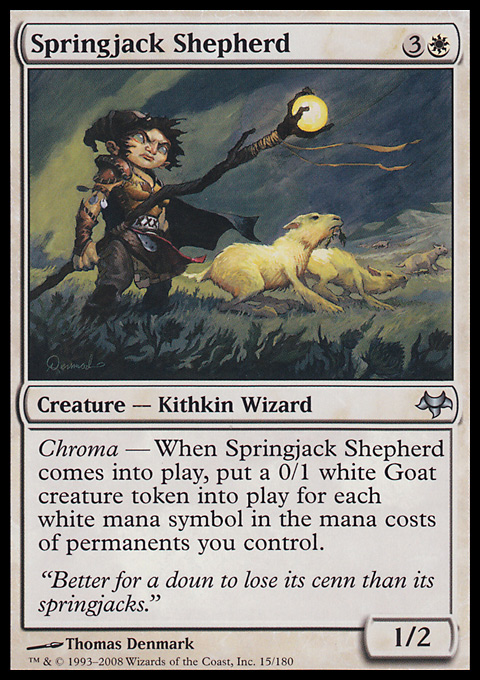 Springjack Shepherd 3
Creature — Kithkin Wizard
Chroma — When Springjack Shepherd
comes into play, put a 0/1 white Goat
creature token into play for each
white mana symbol in the mana costs
of permanents you control.
“Better for a doun to lose its cenn than its
springjacks.”
Thomas Denmark
1/2
™ & © 1993–2008 Wizards of the Coast, Inc. 15/180